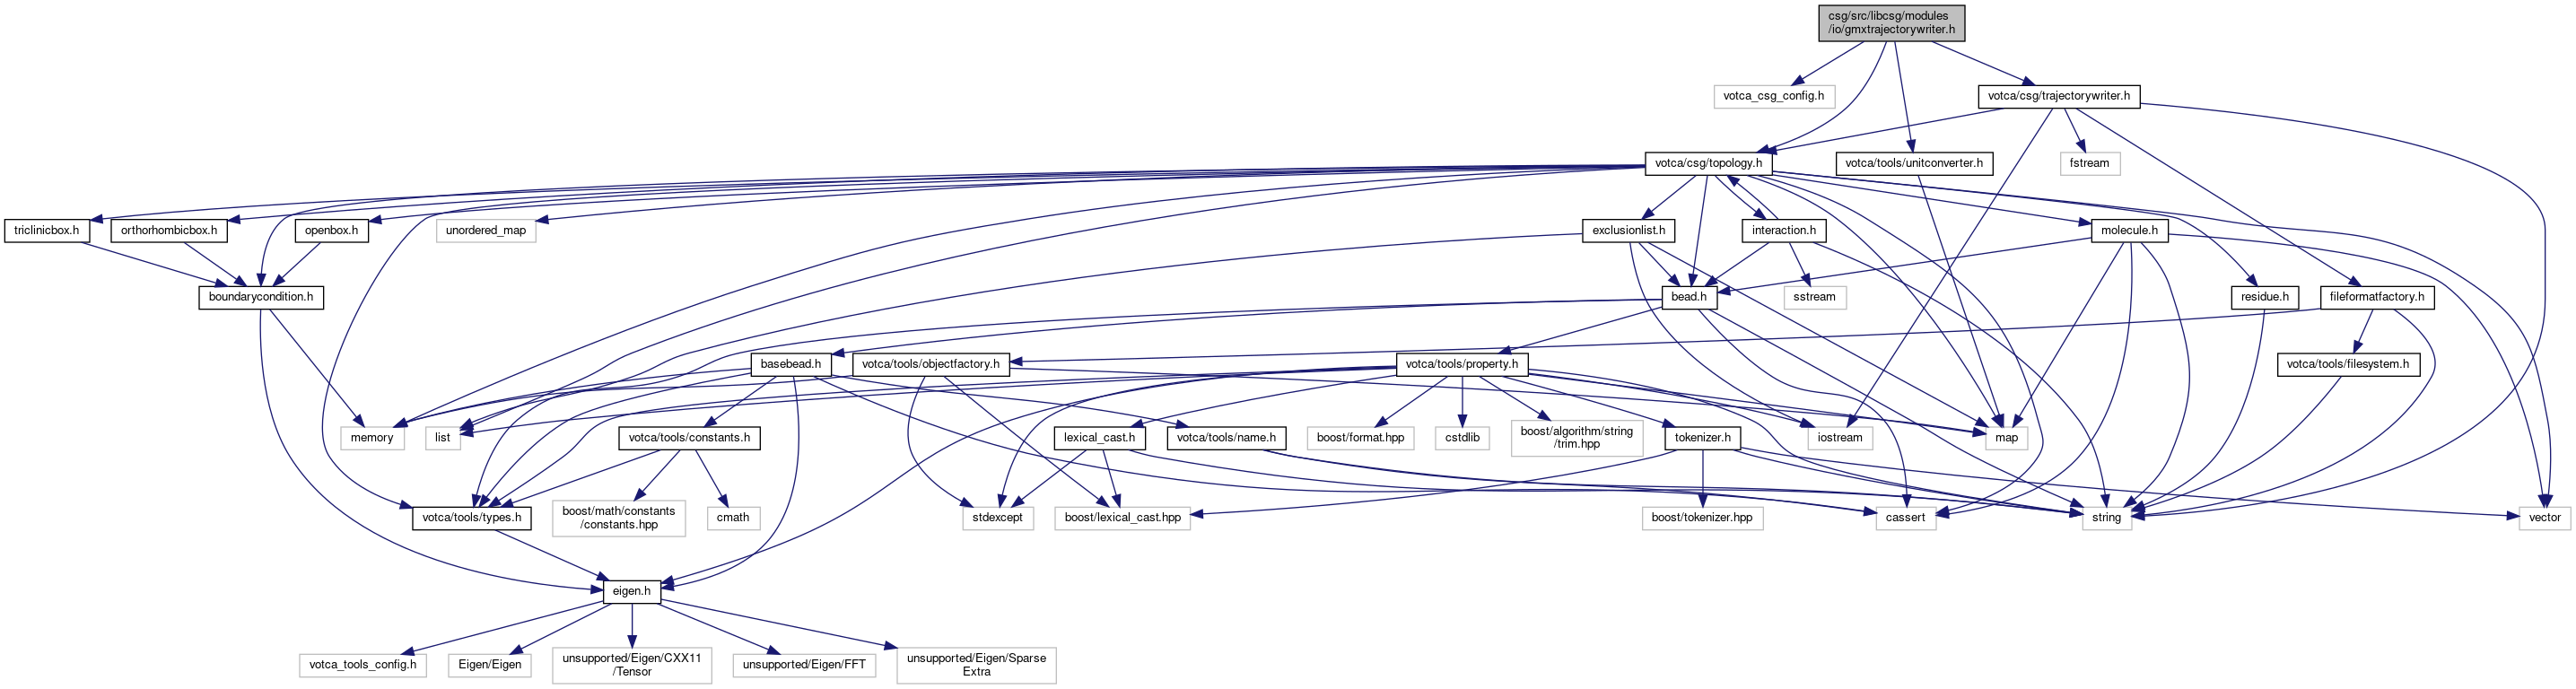 csg/src/libcsg/modules
/io/gmxtrajectorywriter.h
votca_csg_config.h
votca/csg/trajectorywriter.h
votca/csg/topology.h
votca/tools/unitconverter.h
fstream
triclinicbox.h
orthorhombicbox.h
openbox.h
unordered_map
exclusionlist.h
interaction.h
molecule.h
boundarycondition.h
bead.h
sstream
residue.h
fileformatfactory.h
basebead.h
votca/tools/objectfactory.h
votca/tools/property.h
votca/tools/filesystem.h
memory
list
votca/tools/constants.h
lexical_cast.h
votca/tools/name.h
boost/format.hpp
cstdlib
boost/algorithm/string
/trim.hpp
tokenizer.h
iostream
map
votca/tools/types.h
boost/math/constants
/constants.hpp
cmath
stdexcept
boost/lexical_cast.hpp
boost/tokenizer.hpp
cassert
string
vector
eigen.h
votca_tools_config.h
Eigen/Eigen
unsupported/Eigen/CXX11
/Tensor
unsupported/Eigen/FFT
unsupported/Eigen/Sparse
Extra